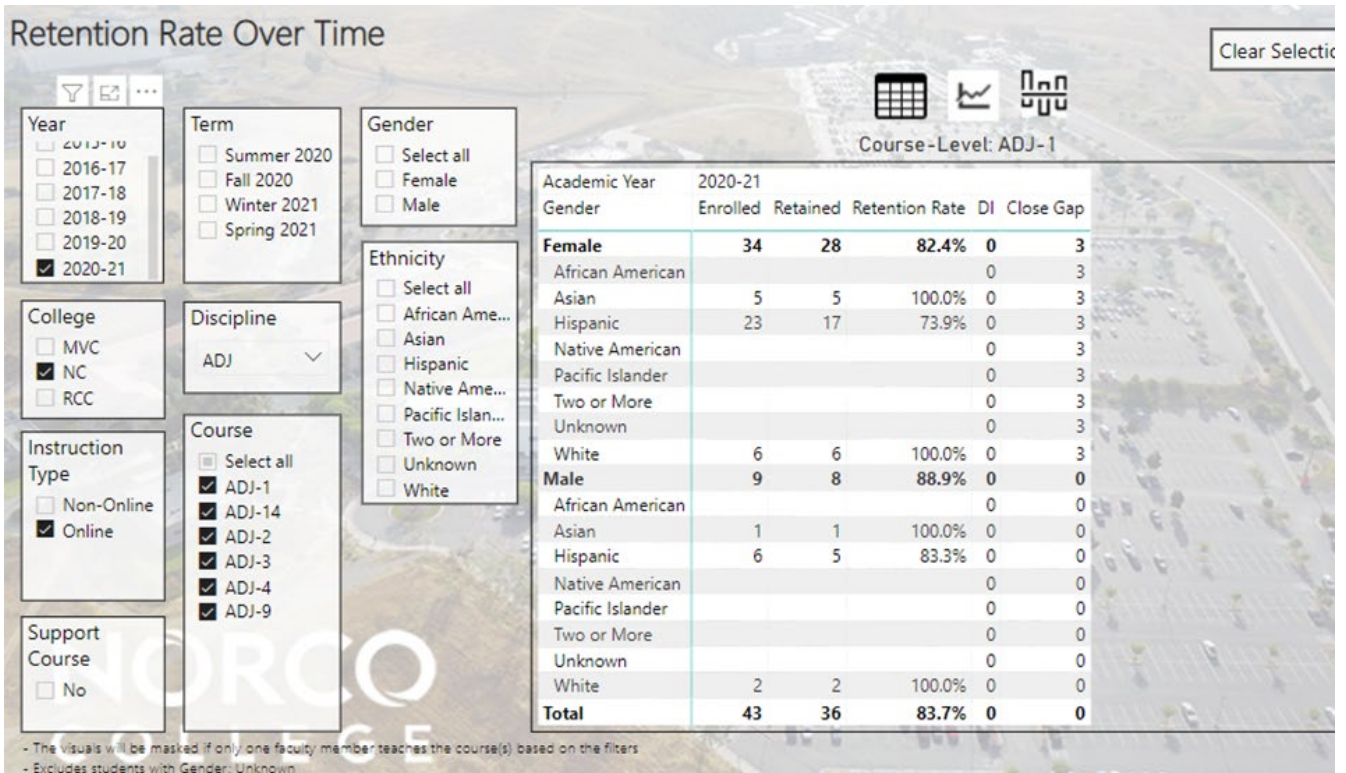 Retention Rate Over Time
Clear Selectio
Year
2015-16
2016-17
2017-18
2018-19
2019-20
2020-21
Term
Summer 2020
Fall 2020
Winter 2021
Spring 2021
Gender
Select all
Female
Male
Ethnicity
Select all
African Ame...
Asian
Hispanic
Native Ame...
Pacific Islan...
Two or More
Unknown
White
College
MVC
NC
RCC
Discipline
ADJ
Instruction
Type
Non-Online
Online
Course
Select all
ADJ-1
ADJ-14
ADJ-2
ADJ-3
ADJ-4
ADJ-9
Support
Course
No
Course-Level: ADJ-1
Academic Year 2020-21
Gender Enrolled Retained Retention Rate DI Close Gap
Female 34 28 82.4% 0 3
African American 0 3
Asian 5 5 100.0% 0 3
Hispanic 23 17 73.9% 0 3
Native American 0 3
Pacific Islander 0 3
Two or More 0 3
Unknown 0 3
White 6 6 100.0% 0 3
Male 9 8 88.9% 0 0
African American 0 0
Asian 1 1 100.0% 0 0
Hispanic 6 5 83.3% 0 0
Native American 0 0
Pacific Islander 0 0
Two or More 0 0
Unknown 0 0
White 2 2 100.0% 0 0
Total 43 36 83.7% 0 0
NORCO
COLLEGE
- The visuals will be masked if only one faculty member teaches the course(s) based on the filters
- Excludes students with Gender: Unknown